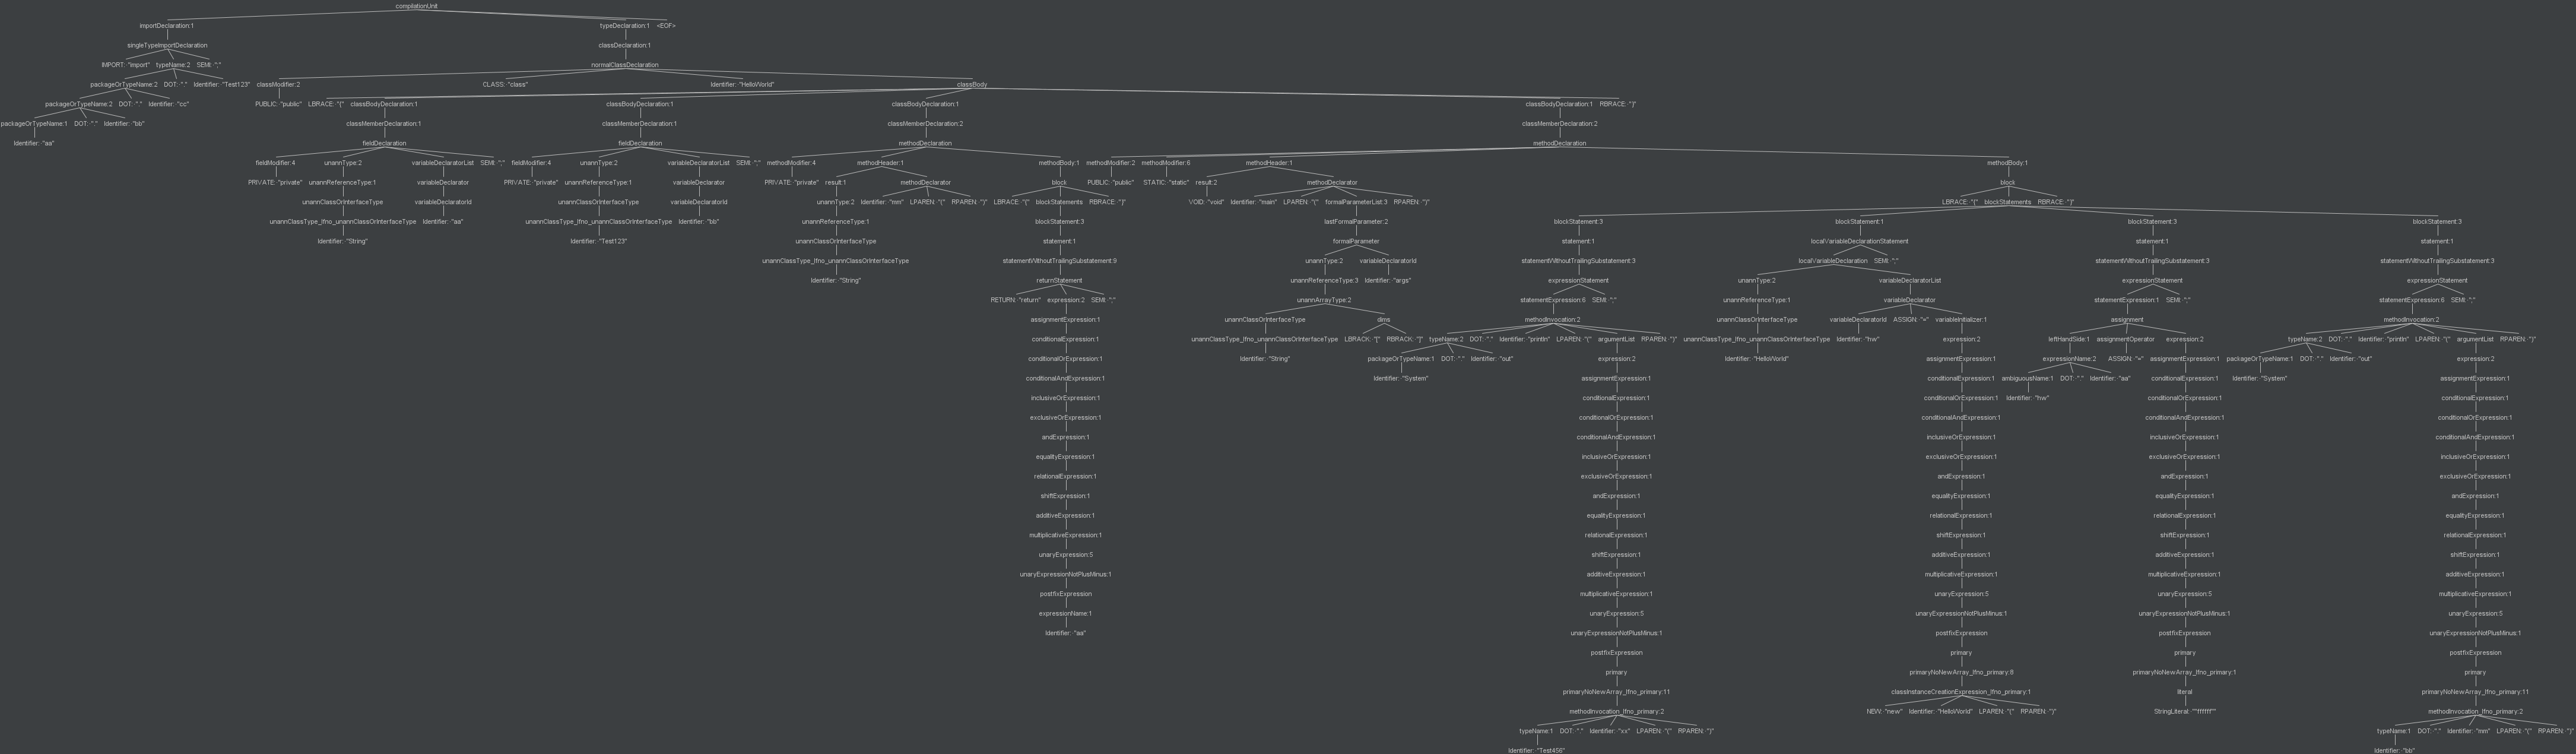 compilationUnit
importDeclaration:1 typeDeclaration:1 <EOF>
singleTypeImportDeclaration classDeclaration:1
IMPORT: "import" typeName:2 SEMI: ";" normalClassDeclaration
packageOrTypeName:2 DOT: "." Identifier: "Test123" classModifier:2 CLASS: "class" Identifier: "HelloWorld" classBody
packageOrTypeName:2 DOT: "." Identifier: "cc" PUBLIC: "public" LBRACE: "{" classBodyDeclaration:1 classBodyDeclaration:1 classBodyDeclaration:1 classBodyDeclaration:1 RBRACE: "}"
packageOrTypeName:1 DOT: "." Identifier: "bb" classMemberDeclaration:1 classMemberDeclaration:1 classMemberDeclaration:2 classMemberDeclaration:2
Identifier: "aa" fieldDeclaration fieldDeclaration methodDeclaration methodDeclaration
fieldModifier:4 unannType:2 variableDeclaratorList SEMI: ";" fieldModifier:4 unannType:2 variableDeclaratorList SEMI: ";" methodModifier:4 methodHeader:1 methodBody:1 methodModifier:2 methodModifier:6 methodHeader:1 methodBody:1
PRIVATE: "private" unannReferenceType:1 variableDeclarator PRIVATE: "private" unannReferenceType:1 variableDeclarator PRIVATE: "private" result:1 methodDeclarator block PUBLIC: "public" STATIC: "static" result:2 methodDeclarator block
unannClassOrInterfaceType variableDeclaratorId unannClassOrInterfaceType variableDeclaratorId unannType:2 Identifier: "mm" LPAREN: "(" RPAREN: ")" LBRACE: "{" blockStatements RBRACE: "}" VOID: "void" Identifier: "main" LPAREN: "(" formalParameterList:3 RPAREN: ")" LBRACE: "{" blockStatements RBRACE: "}"
unannClassType_lfno_unannClassOrInterfaceType Identifier: "aa" unannClassType_lfno_unannClassOrInterfaceType Identifier: "bb" unannReferenceType:1 blockStatement:3 lastFormalParameter:2 blockStatement:3 blockStatement:1 blockStatement:3 blockStatement:3
Identifier: "String" Identifier: "Test123" unannClassOrInterfaceType statement:1 formalParameter statement:1 localVariableDeclarationStatement statement:1 statement:1
unannClassType_lfno_unannClassOrInterfaceType statementWithoutTrailingSubstatement:9 unannType:2 variableDeclaratorId statementWithoutTrailingSubstatement:3 localVariableDeclaration SEMI: ";" statementWithoutTrailingSubstatement:3 statementWithoutTrailingSubstatement:3
Identifier: "String" returnStatement unannReferenceType:3 Identifier: "args" expressionStatement unannType:2 variableDeclaratorList expressionStatement expressionStatement
RETURN: "return" expression:2 SEMI: ";" unannArrayType:2 statementExpression:6 SEMI: ";" unannReferenceType:1 variableDeclarator statementExpression:1 SEMI: ";" statementExpression:6 SEMI: ";"
assignmentExpression:1 unannClassOrInterfaceType dims methodInvocation:2 unannClassOrInterfaceType variableDeclaratorId ASSIGN: "=" variableInitializer:1 assignment methodInvocation:2
conditionalExpression:1 unannClassType_lfno_unannClassOrInterfaceType LBRACK: "[" RBRACK: "]" typeName:2 DOT: "." Identifier: "println" LPAREN: "(" argumentList RPAREN: ")" unannClassType_lfno_unannClassOrInterfaceType Identifier: "hw" expression:2 leftHandSide:1 assignmentOperator expression:2 typeName:2 DOT: "." Identifier: "println" LPAREN: "(" argumentList RPAREN: ")"
conditionalOrExpression:1 Identifier: "String" packageOrTypeName:1 DOT: "." Identifier: "out" expression:2 Identifier: "HelloWorld" assignmentExpression:1 expressionName:2 ASSIGN: "=" assignmentExpression:1 packageOrTypeName:1 DOT: "." Identifier: "out" expression:2
conditionalAndExpression:1 Identifier: "System" assignmentExpression:1 conditionalExpression:1 ambiguousName:1 DOT: "." Identifier: "aa" conditionalExpression:1 Identifier: "System" assignmentExpression:1
inclusiveOrExpression:1 conditionalExpression:1 conditionalOrExpression:1 Identifier: "hw" conditionalOrExpression:1 conditionalExpression:1
exclusiveOrExpression:1 conditionalOrExpression:1 conditionalAndExpression:1 conditionalAndExpression:1 conditionalOrExpression:1
andExpression:1 conditionalAndExpression:1 inclusiveOrExpression:1 inclusiveOrExpression:1 conditionalAndExpression:1
equalityExpression:1 inclusiveOrExpression:1 exclusiveOrExpression:1 exclusiveOrExpression:1 inclusiveOrExpression:1
relationalExpression:1 exclusiveOrExpression:1 andExpression:1 andExpression:1 exclusiveOrExpression:1
shiftExpression:1 andExpression:1 equalityExpression:1 equalityExpression:1 andExpression:1
additiveExpression:1 equalityExpression:1 relationalExpression:1 relationalExpression:1 equalityExpression:1
multiplicativeExpression:1 relationalExpression:1 shiftExpression:1 shiftExpression:1 relationalExpression:1
unaryExpression:5 shiftExpression:1 additiveExpression:1 additiveExpression:1 shiftExpression:1
unaryExpressionNotPlusMinus:1 additiveExpression:1 multiplicativeExpression:1 multiplicativeExpression:1 additiveExpression:1
postfixExpression multiplicativeExpression:1 unaryExpression:5 unaryExpression:5 multiplicativeExpression:1
expressionName:1 unaryExpression:5 unaryExpressionNotPlusMinus:1 unaryExpressionNotPlusMinus:1 unaryExpression:5
Identifier: "aa" unaryExpressionNotPlusMinus:1 postfixExpression postfixExpression unaryExpressionNotPlusMinus:1
postfixExpression primary primary postfixExpression
primary primaryNoNewArray_lfno_primary:8 primaryNoNewArray_lfno_primary:1 primary
primaryNoNewArray_lfno_primary:11 classInstanceCreationExpression_lfno_primary:1 literal primaryNoNewArray_lfno_primary:11
methodInvocation_lfno_primary:2 NEW: "new" Identifier: "HelloWorld" LPAREN: "(" RPAREN: ")" StringLiteral: ""ffffff"" methodInvocation_lfno_primary:2
typeName:1 DOT: "." Identifier: "xx" LPAREN: "(" RPAREN: ")" typeName:1 DOT: "." Identifier: "mm" LPAREN: "(" RPAREN: ")"
Identifier: "Test456" Identifier: "bb"